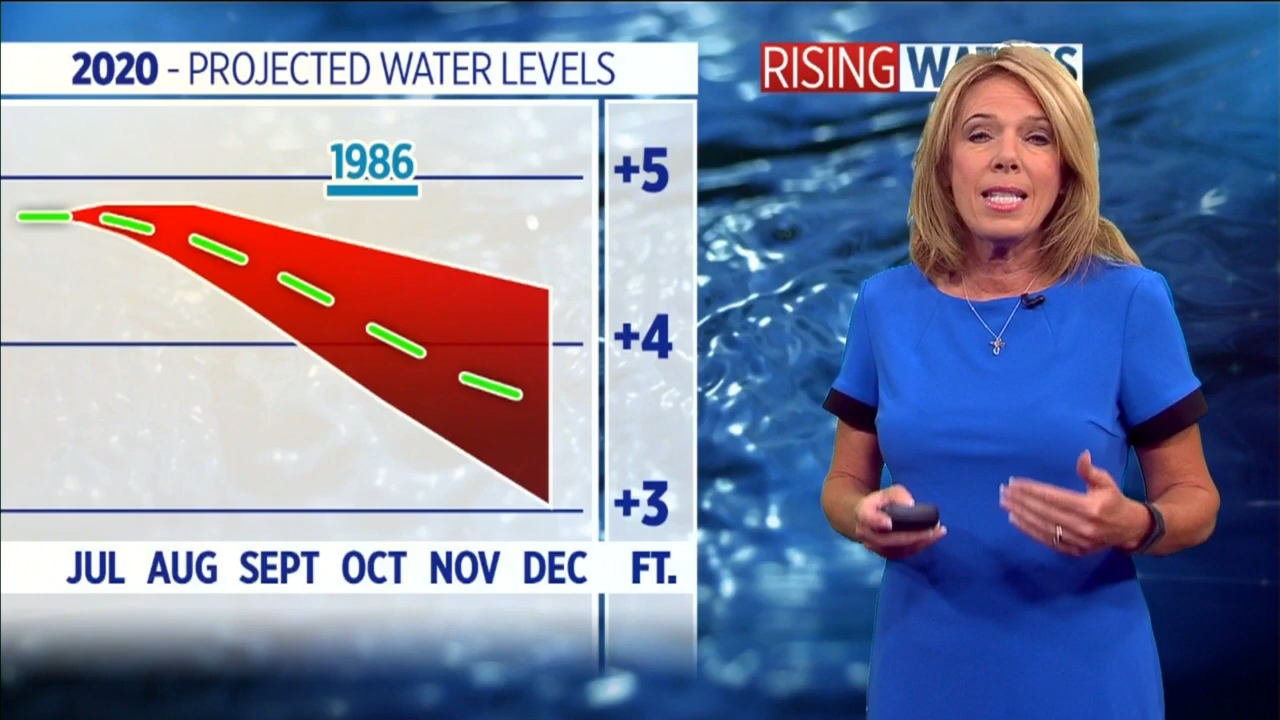 2020 - PROJECTED WATER LEVELS
RISING
1986
+5
+4
+3
JUL AUG SEPT OCT NOV DEC FT.